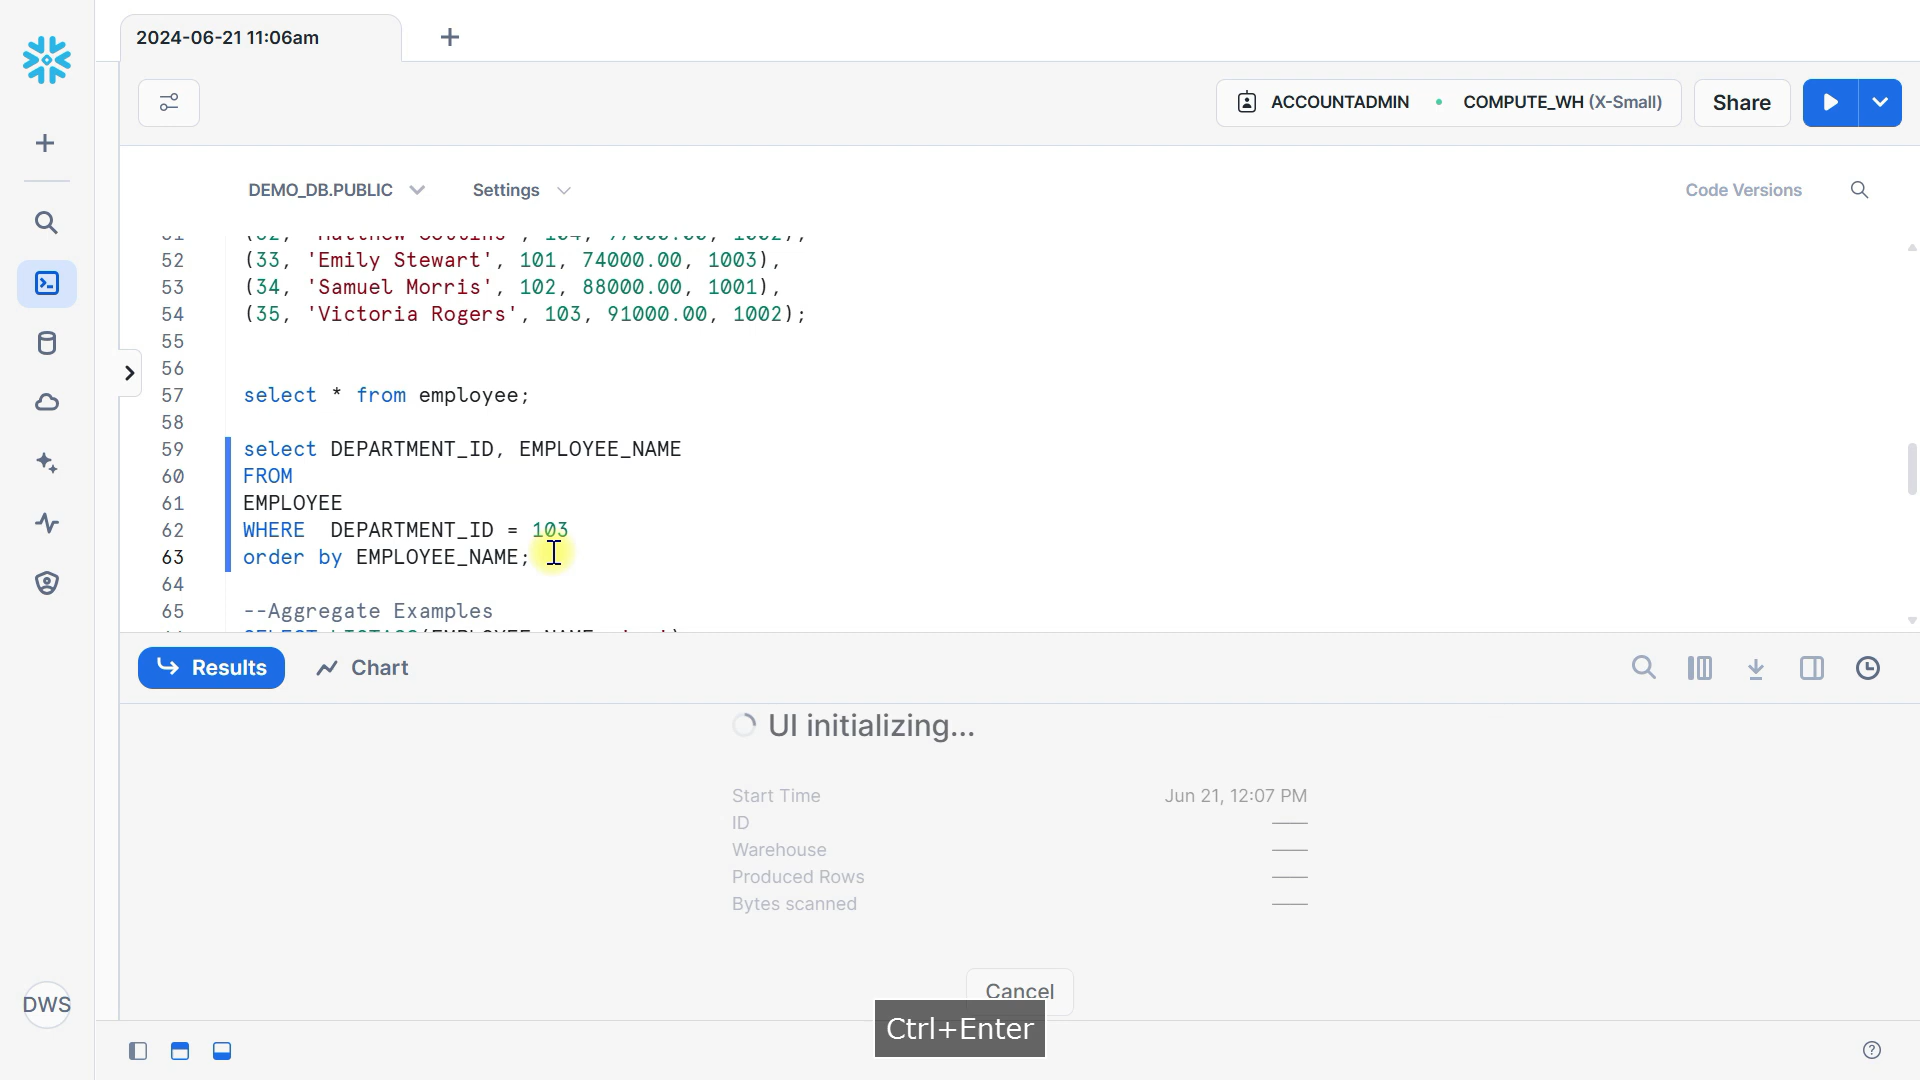 2024-06-21 11:06am
ACCOUNTADMIN COMPUTE_WH (X-Small) Share
DEMO_DB.PUBLIC Settings Code Versions
52 (33, 'Emily Stewart', 101, 74000.00, 1003),
53 (34, 'Samuel Morris', 102, 88000.00, 1001),
54 (35, 'Victoria Rogers', 103, 91000.00, 1002);
55
56
57 select * from employee;
58
59 select DEPARTMENT_ID, EMPLOYEE_NAME
60 FROM
61 EMPLOYEE
62 WHERE DEPARTMENT_ID = 103
63 order by EMPLOYEE_NAME;
64
65 --Aggregate Examples
Results Chart
UI initializing...
Start Time Jun 21, 12:07 PM
ID
Warehouse
Produced Rows
Bytes scanned
Cancel
Ctrl+Enter
DWS